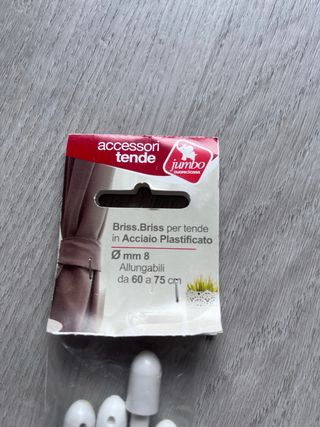 accessori
tende
jumbo
Briss.Briss per tende
in Acciaio Plastificato
Ø mm 8
Allungabili
da 60 a 75 cm